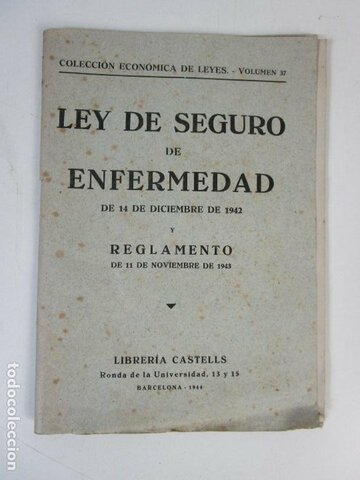 COLECCIÓN ECONÓMICA DE LEYES. - VOLUMEN 37
LEY DE SEGURO
DE
ENFERMEDAD
DE 14 DE DICIEMBRE DE 1942
Y
REGLAMENTO
DE 11 DE NOVIEMBRE DE 1943
LIBRERÍA CASTELLS
Ronda de la Universidad, 13 y 15
BARCELONA - 1944
todocoleccion